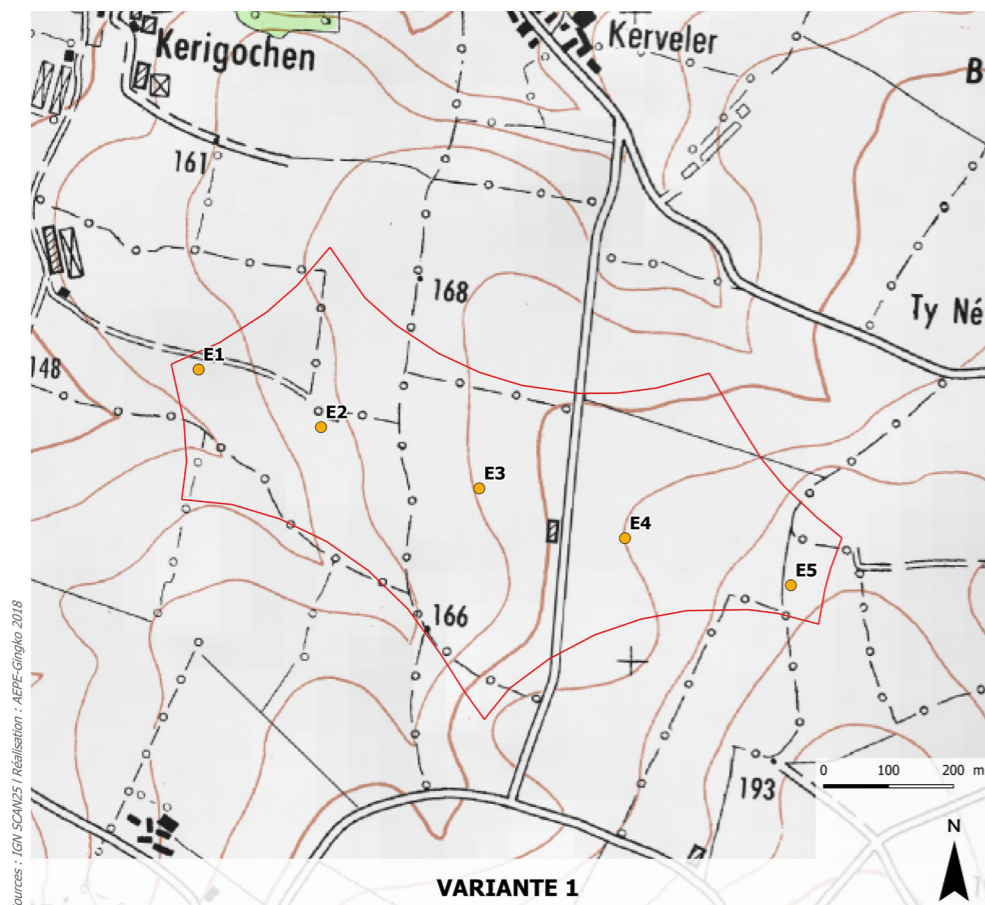 Kerigochen
Kerveler
B
161
168
Ty Né
148
E1
E2
E3
E4
E5
166
193
0 100 200 m
N
VARIANTE 1
ources : IGN SCAN25 | Réalisation : AEPE-Gingko 2018